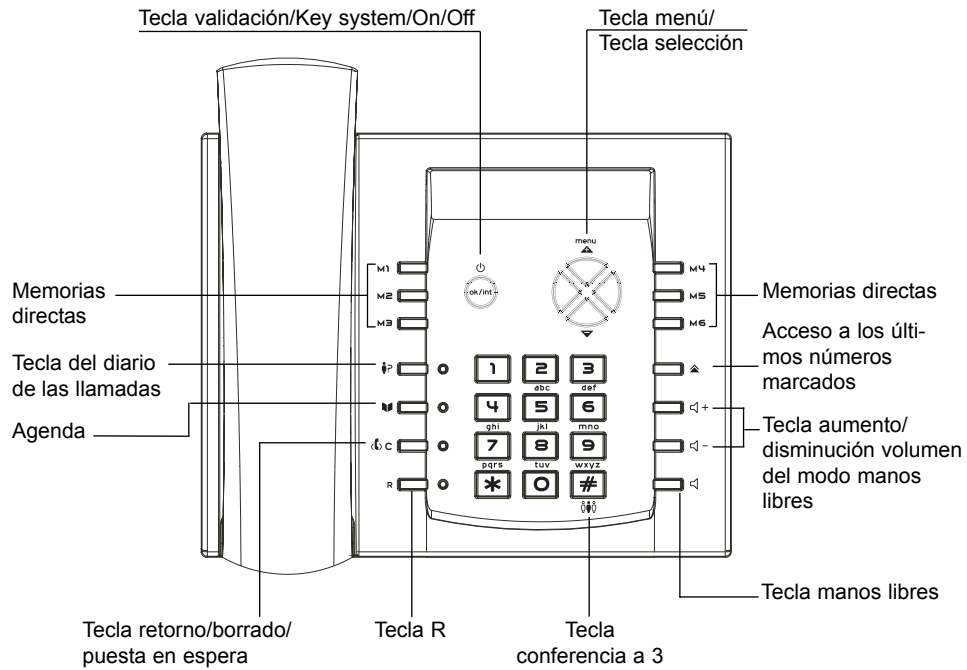 Tecla validación/Key system/On/Off
Tecla menú/
Tecla selección
menu
ok/int
M1
M2
M3
M4
M5
M6
Memorias
directas
Memorias directas
Tecla del diario
de las llamadas
Acceso a los últi-
mos números
marcados
Agenda
Tecla aumento/
disminución volumen
del modo manos
libres
?
C
R
+
-
1 2 3
abc def
4 5 6
ghi jkl mno
7 8 9
pqrs tuv wxyz
* 0 #
Tecla manos libres
Tecla retorno/borrado/
puesta en espera
Tecla R
Tecla
conferencia a 3